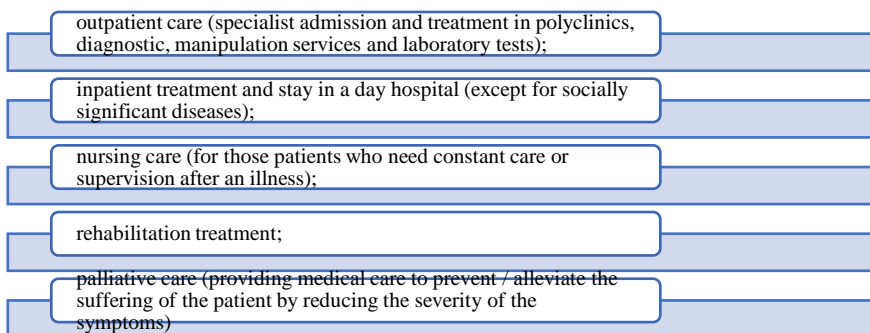 outpatient care (specialist admission and treatment in polyclinics,
diagnostic, manipulation services and laboratory tests);
inpatient treatment and stay in a day hospital (except for socially
significant diseases);
nursing care (for those patients who need constant care or
supervision after an illness);
rehabilitation treatment;
palliative care (providing medical care to prevent / alleviate the
suffering of the patient by reducing the severity of the
symptoms)